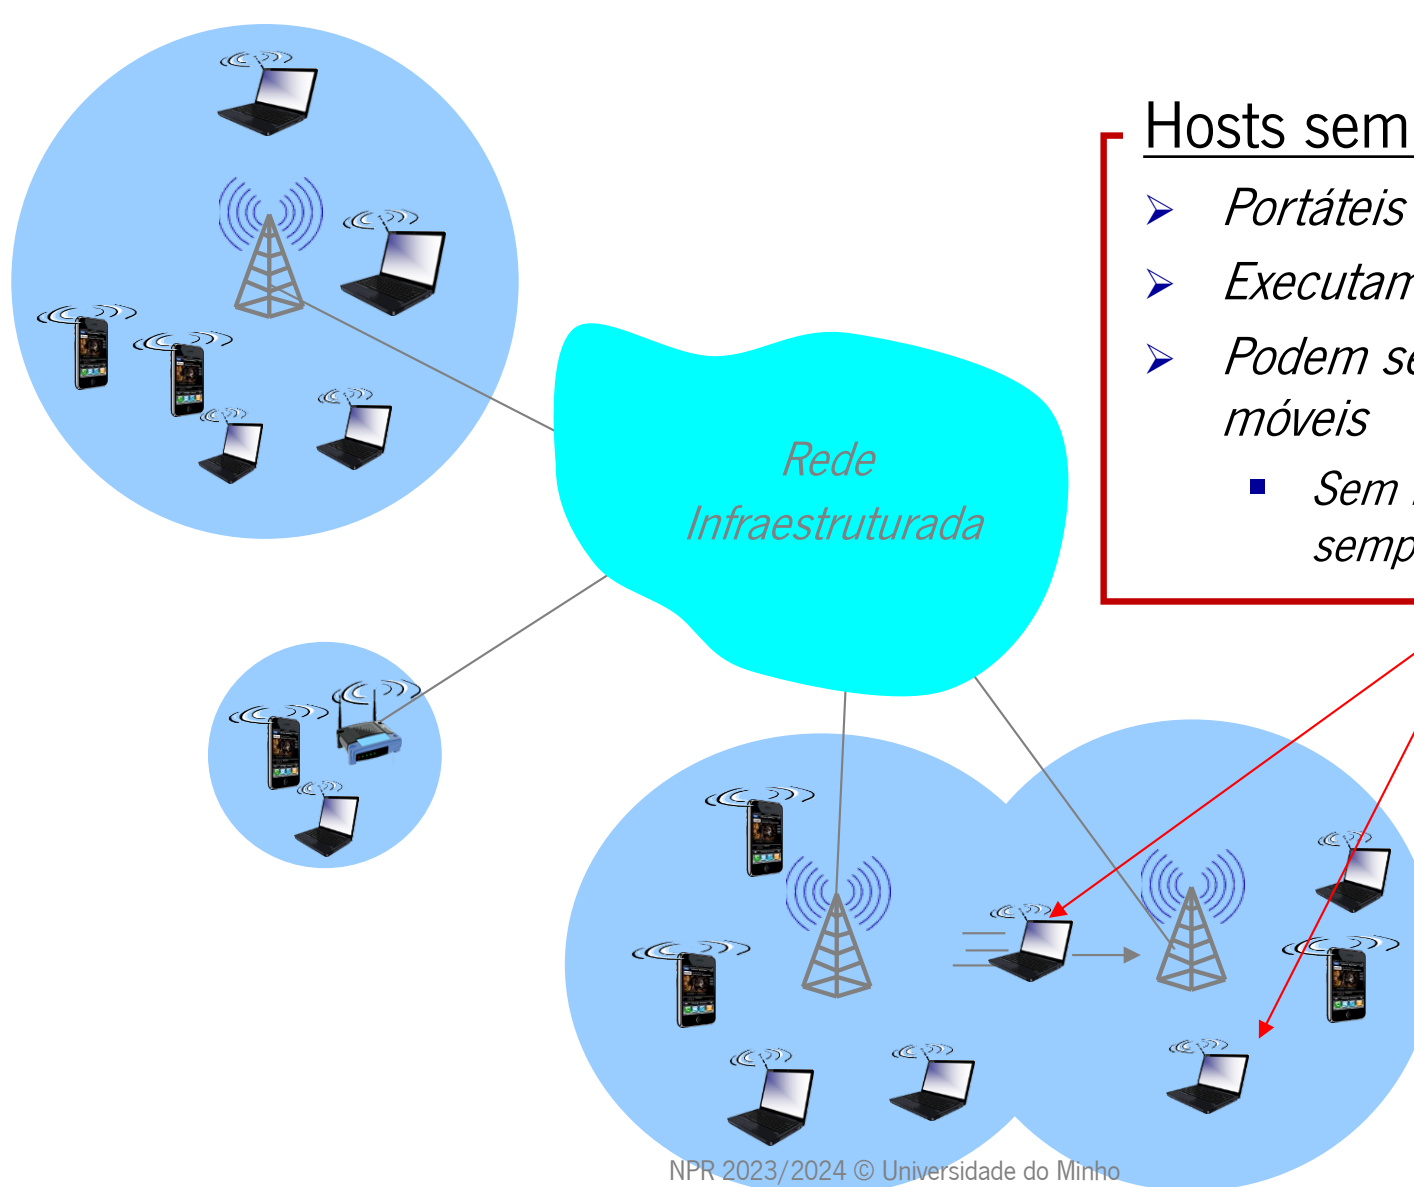 Hosts sem
Portáteis
Executam
Podem se
móveis
Sem
semp
Rede
Infraestruturada
NPR 2023/2024 © Universidade do Minho